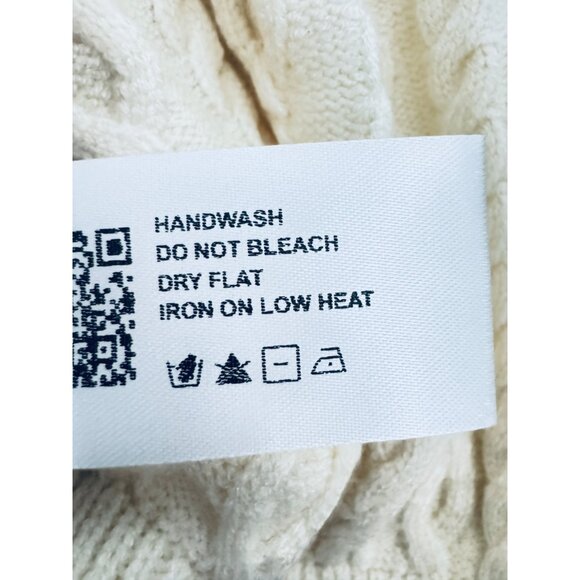 HANDWASH
DO NOT BLEACH
DRY FLAT
IRON ON LOW HEAT